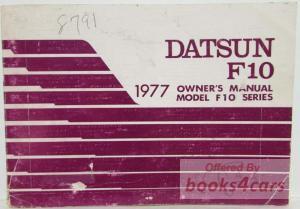 8791
DATSUN
F10
1977 OWNER'S MANUAL
MODEL F10 SERIES
Offered By
books4cars